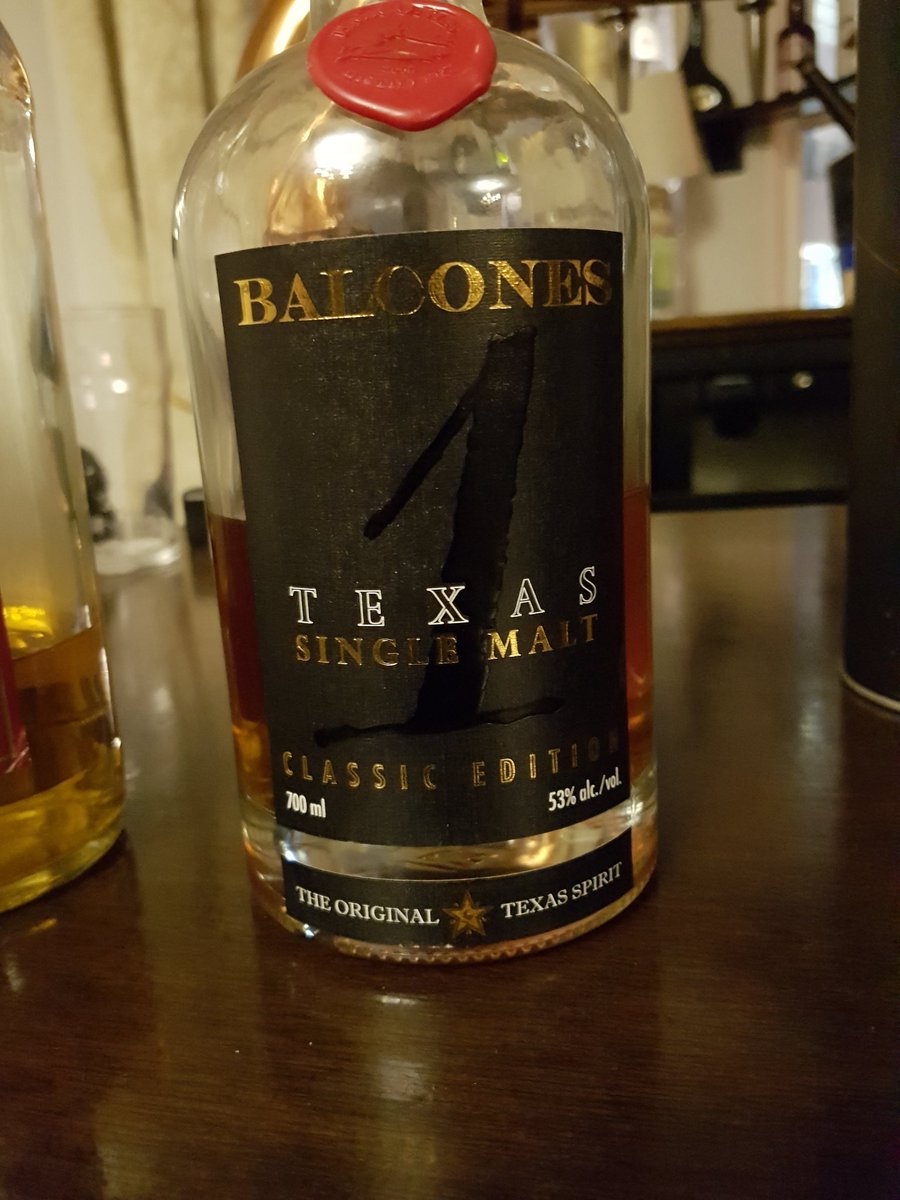 BALCONES
1
TEXAS
SINGLE MALT
CLASSIC EDITION
700 ml 53% alc./vol.
THE ORIGINAL TEXAS SPIRIT